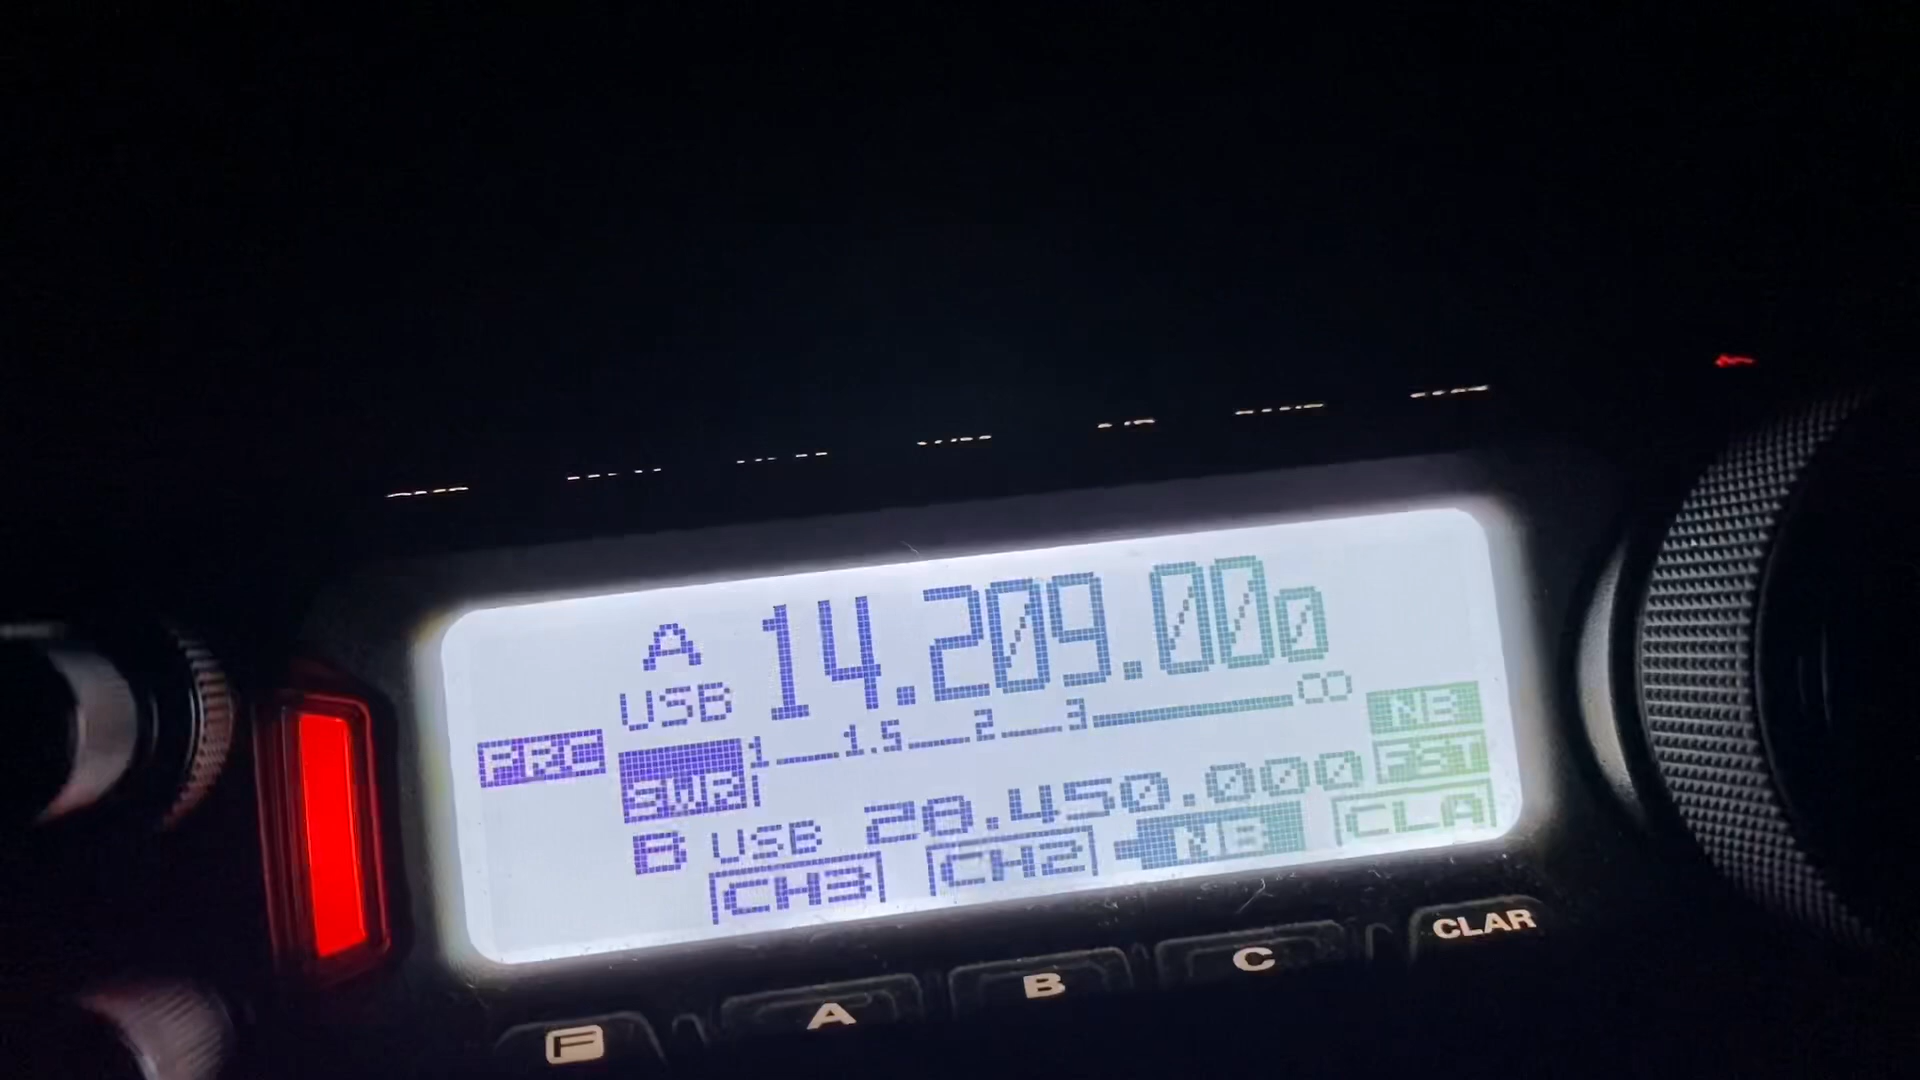 A 14.209.000
USB
1 1.5 2 3 ∞ NB
PRC SWR FST
B USB 20.450.000 CLA
CH3 CH2 NB
F A B C CLAR